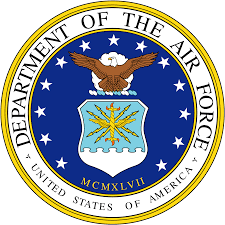 DEPARTMENT OF THE AIR FORCE
MCMXLVII
· UNITED STATES OF AMERICA ·